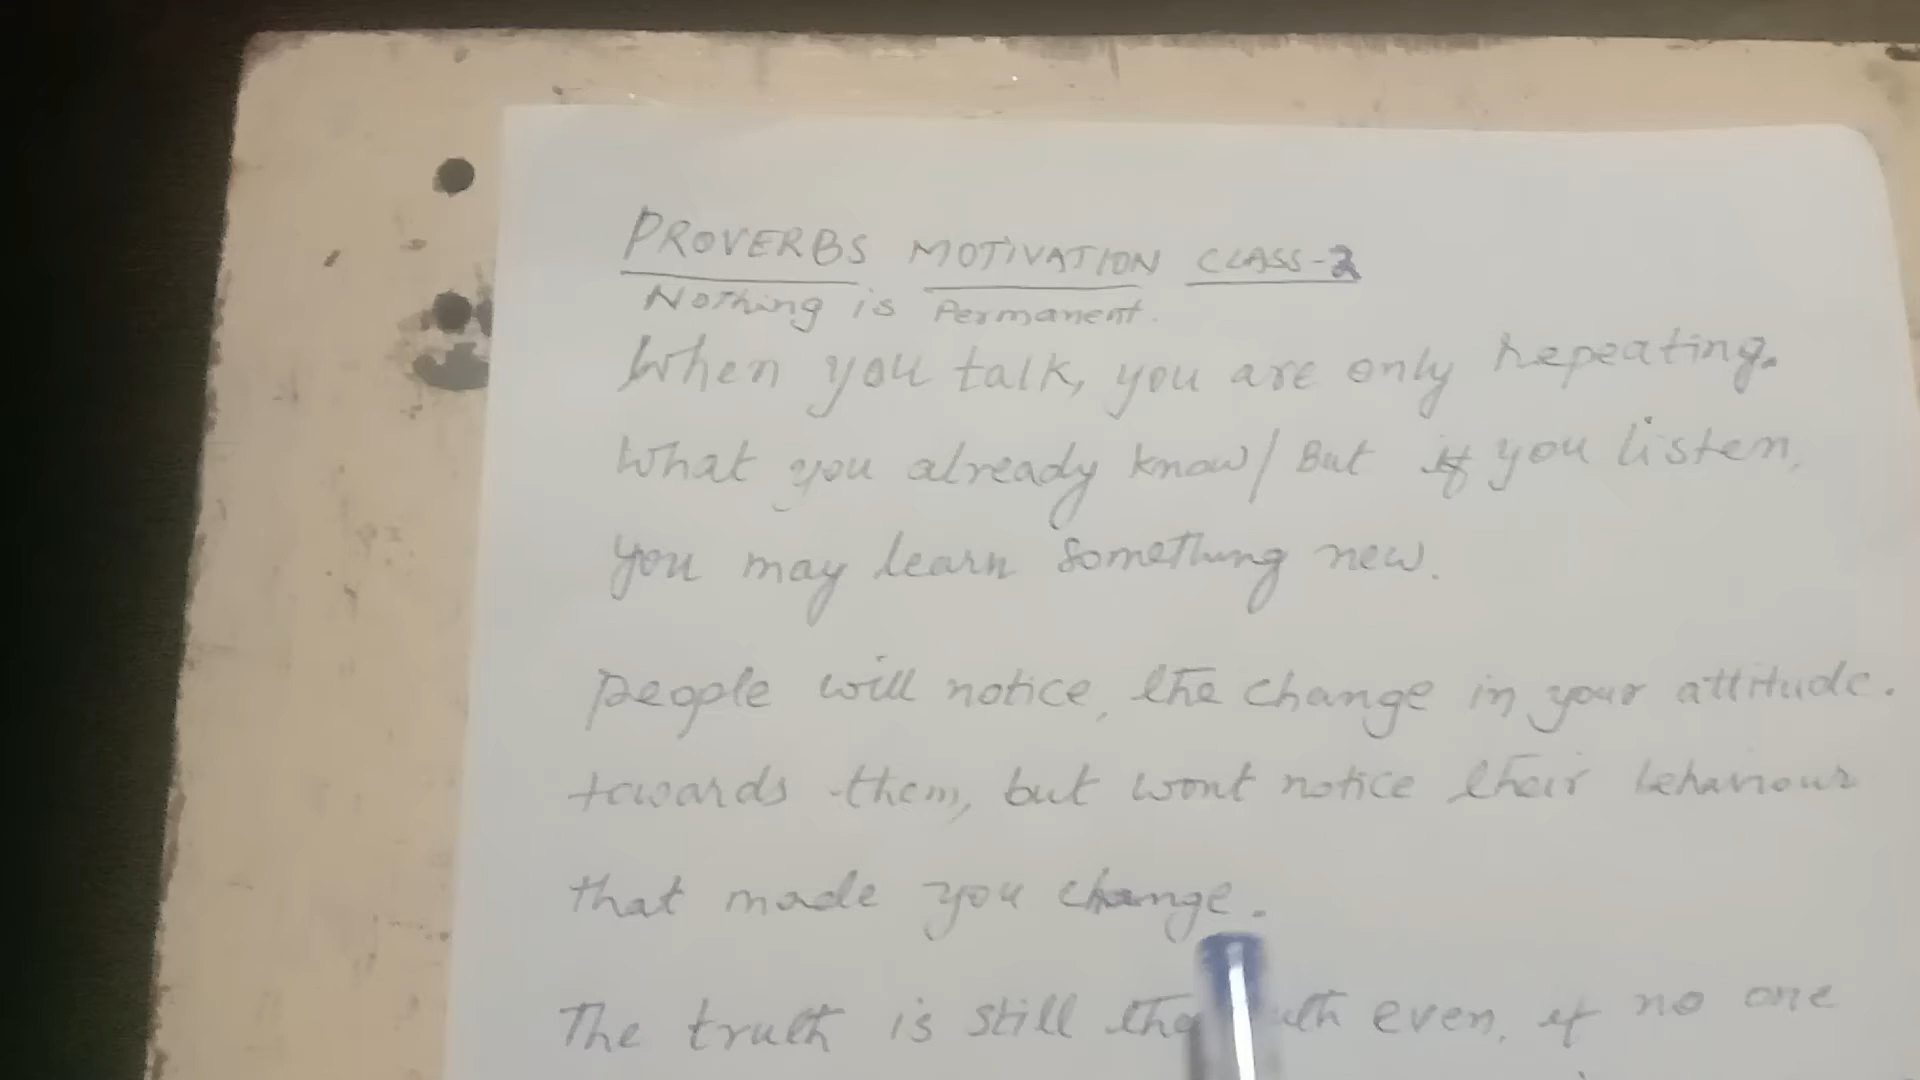 PROVERBS MOTIVATION CLASS-2
Nothing is Permanent.
When you talk, you are only repeating.
What you already know/ But if you listen,
you may learn something new.
people will notice, the change in your attitude.
towards them, but wont notice their behaviour
that made you change.
The truth is still the uth even, if no one